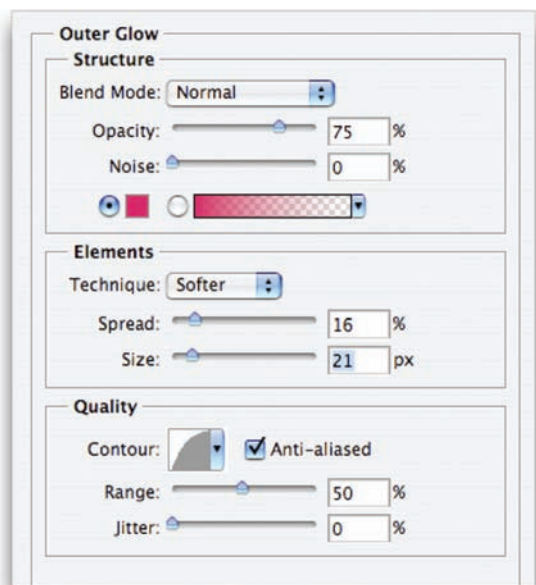 Outer Glow
Structure
Blend Mode: Normal
Opacity: 75 %
Noise: 0 %
Elements
Technique: Softer
Spread: 16 %
Size: 21 px
Quality
Contour: Anti-aliased
Range: 50 %
Jitter: 0 %